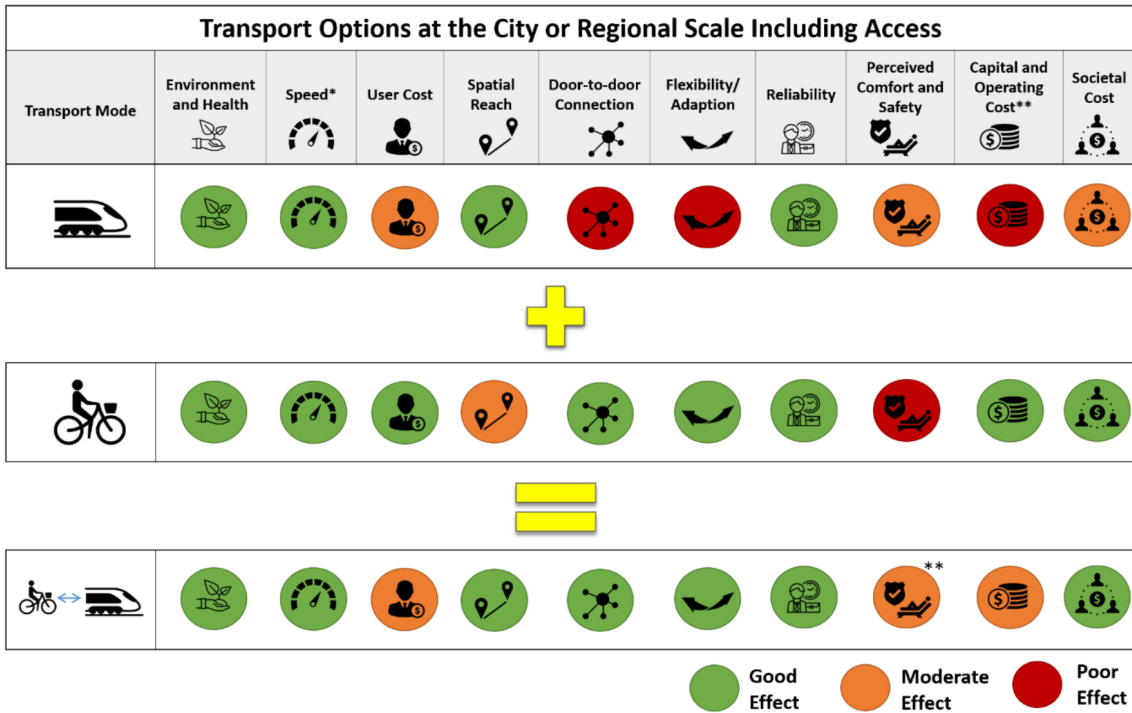 Transport Options at the City or Regional Scale Including Access
Transport Mode
Environment
and Health
Speed*
User Cost
Spatial
Reach
Door-to-door
Connection
Flexibility/
Adaption
Reliability
Perceived
Comfort and
Safety
Capital and
Operating
Cost**
Societal
Cost
**
Good
Effect
Moderate
Effect
Poor
Effect